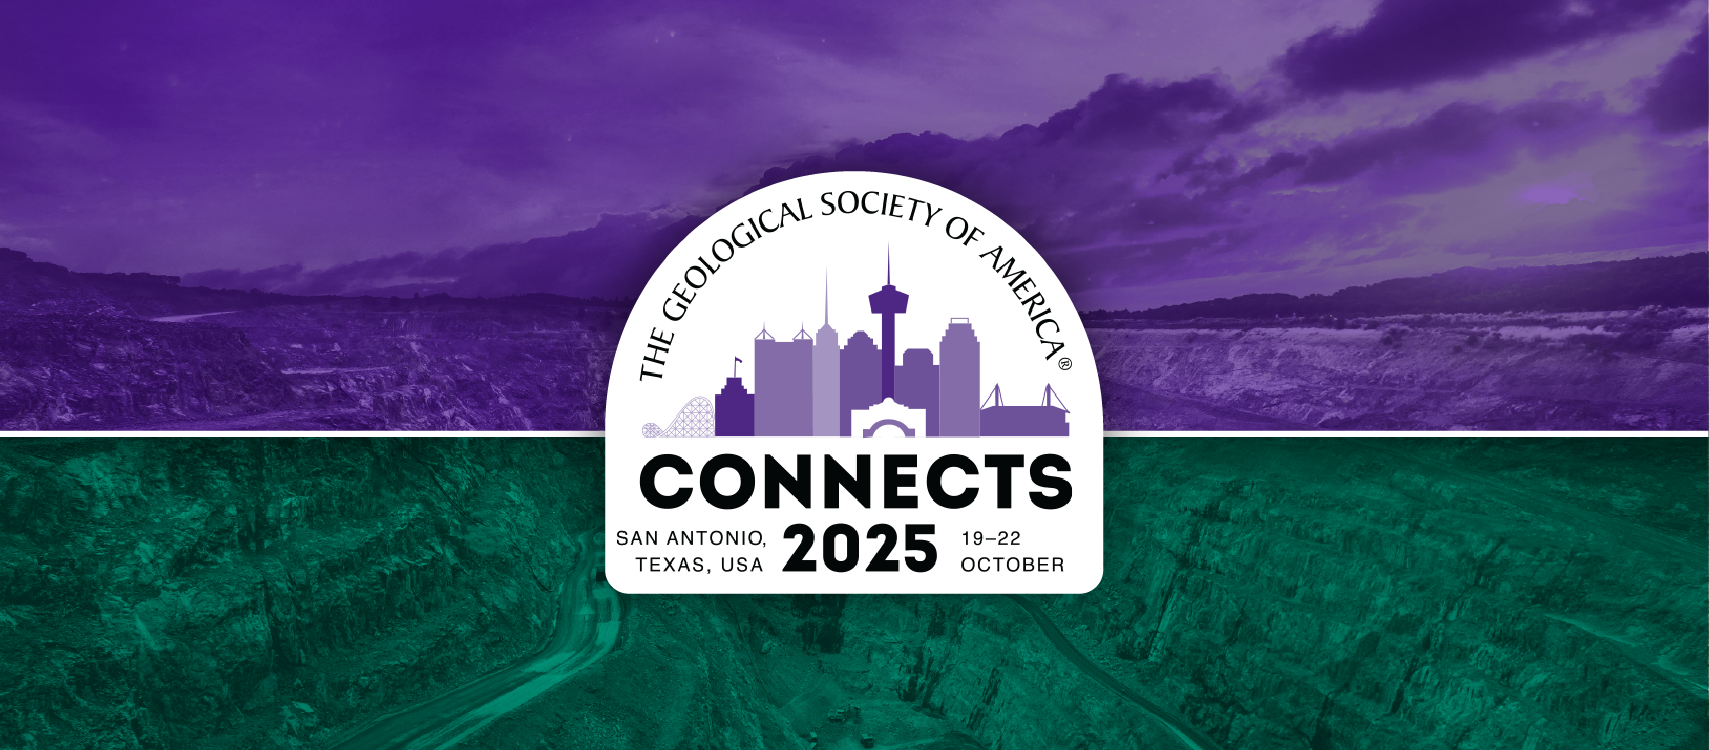 THE GEOLOGICAL SOCIETY OF AMERICA®
CONNECTS
2025
SAN ANTONIO,
TEXAS, USA
19–22
OCTOBER